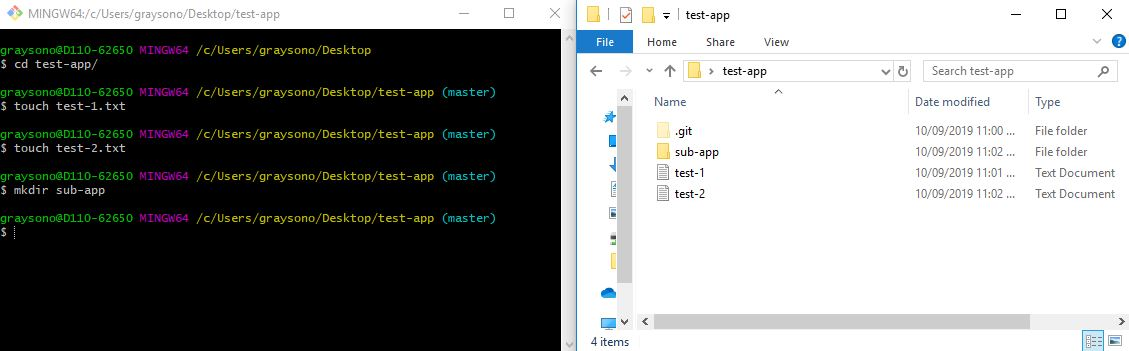 MINGW64:/c/Users/graysono/Desktop/test-app
graysono@D110-62650 MINGW64 /c/Users/graysono/Desktop
$ cd test-app/
graysono@D110-62650 MINGW64 /c/Users/graysono/Desktop/test-app (master)
$ touch test-1.txt
graysono@D110-62650 MINGW64 /c/Users/graysono/Desktop/test-app (master)
$ touch test-2.txt
graysono@D110-62650 MINGW64 /c/Users/graysono/Desktop/test-app (master)
$ mkdir sub-app
graysono@D110-62650 MINGW64 /c/Users/graysono/Desktop/test-app (master)
$
test-app
File Home Share View
test-app Search test-app
Name Date modified Type
.git 10/09/2019 11:00 ... File folder
sub-app 10/09/2019 11:02 ... File folder
test-1 10/09/2019 11:01 ... Text Document
test-2 10/09/2019 11:02 ... Text Document
4 items